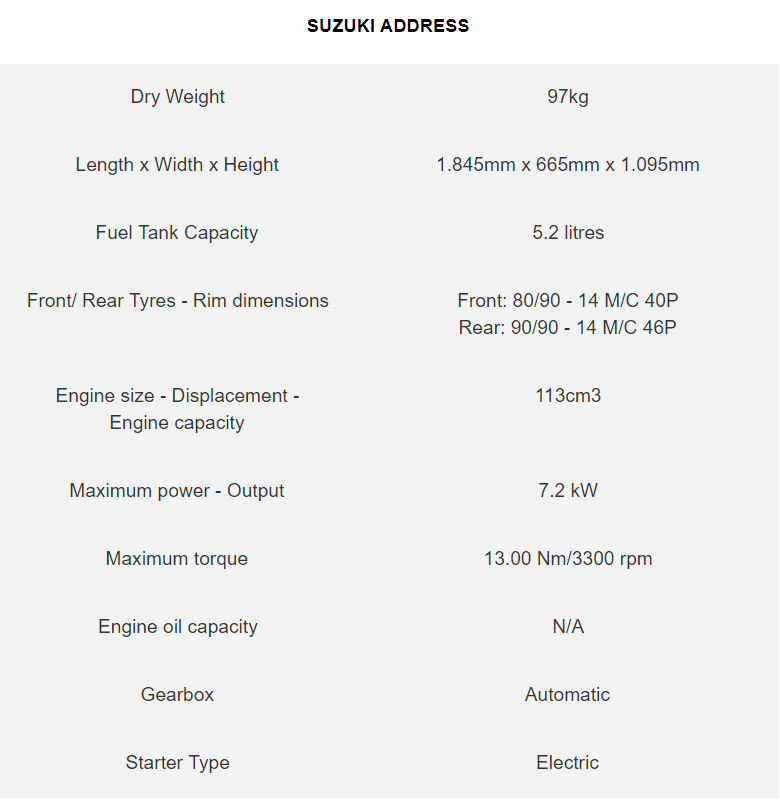 SUZUKI ADDRESS
Dry Weight 97kg
Length x Width x Height 1.845mm x 665mm x 1.095mm
Fuel Tank Capacity 5.2 litres
Front/ Rear Tyres - Rim dimensions Front: 80/90 - 14 M/C 40P
Rear: 90/90 - 14 M/C 46P
Engine size - Displacement - 113cm3
Engine capacity
Maximum power - Output 7.2 kW
Maximum torque 13.00 Nm/3300 rpm
Engine oil capacity N/A
Gearbox Automatic
Starter Type Electric